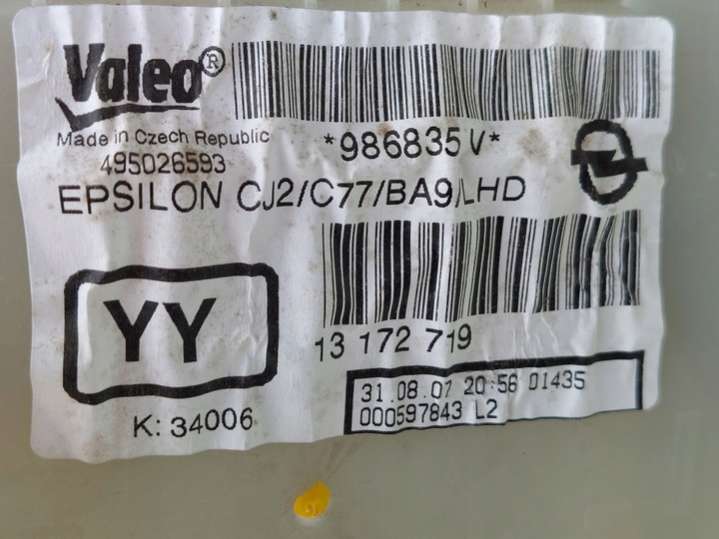 Valeo®
Made in Czech Republic
495026593
*986835V*
EPSILON CJ2/C77/BA9/LHD
YY
13 172 719
K: 34006
31.08.07 20:56 01435
000597843 L2